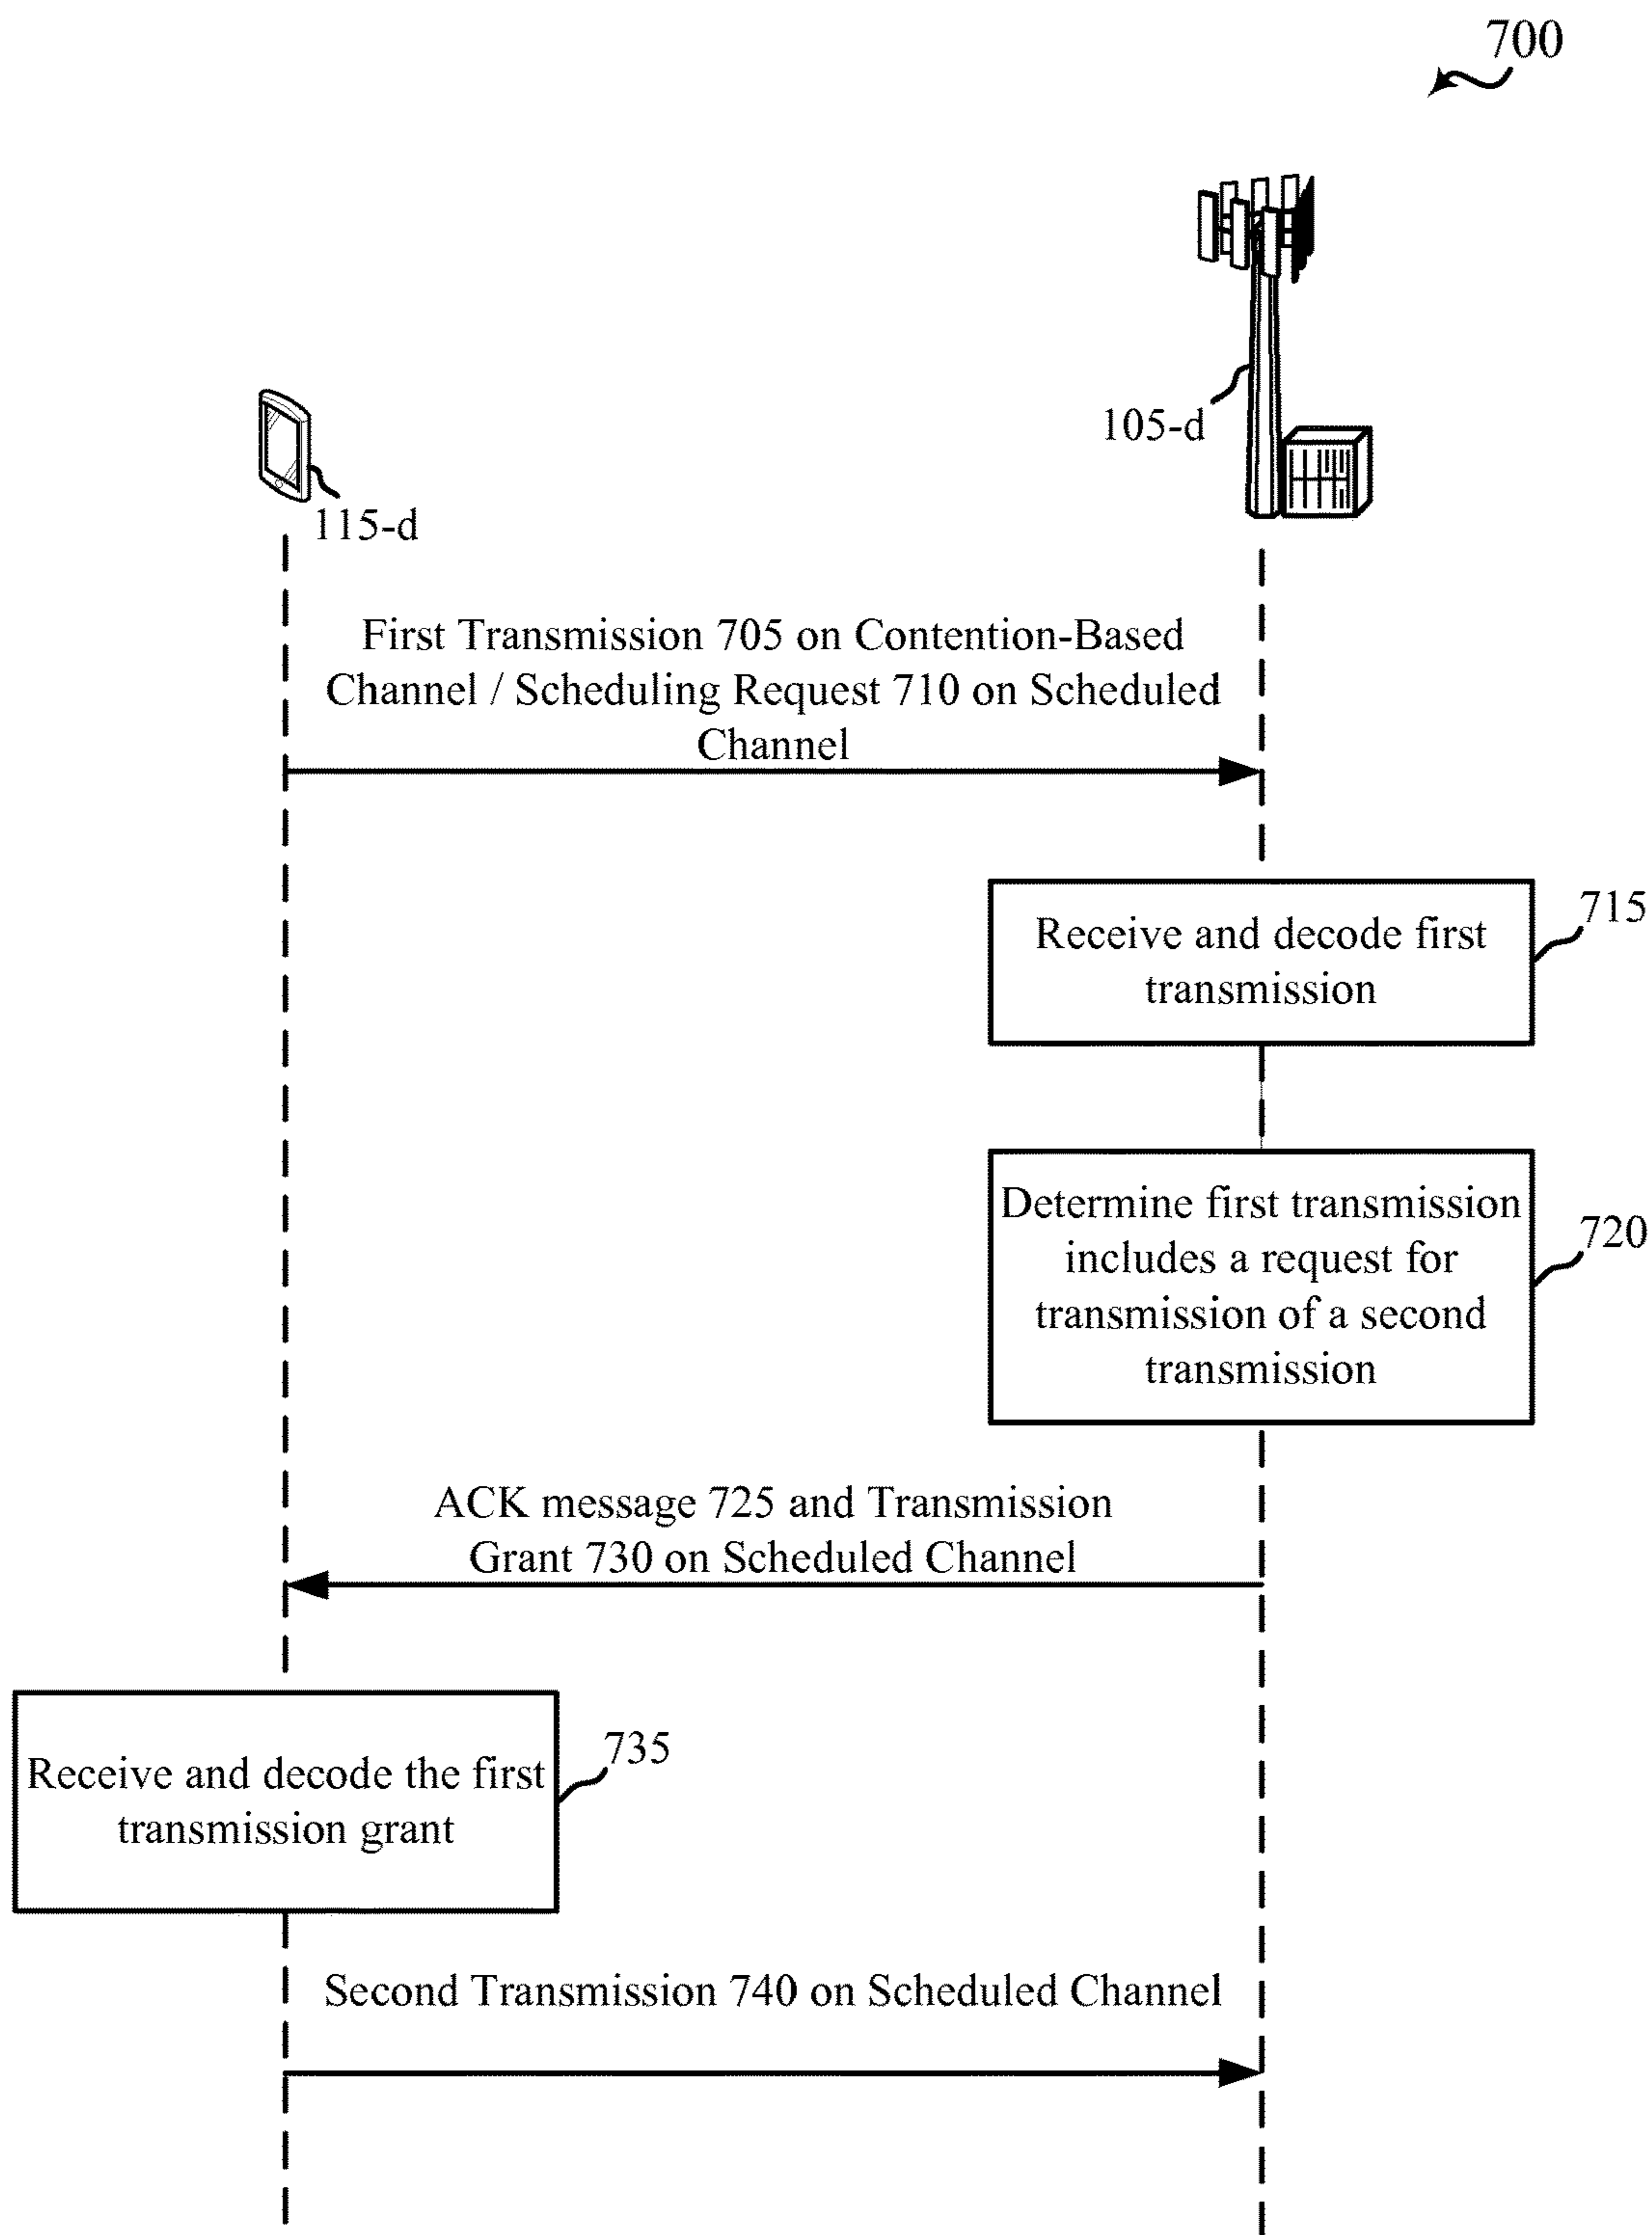 700
105-d
115-d
First Transmission 705 on Contention-Based
Channel / Scheduling Request 710 on Scheduled
Channel
715
Receive and decode first
transmission
720
Determine first transmission
includes a request for
transmission of a second
transmission
ACK message 725 and Transmission
Grant 730 on Scheduled Channel
735
Receive and decode the first
transmission grant
Second Transmission 740 on Scheduled Channel